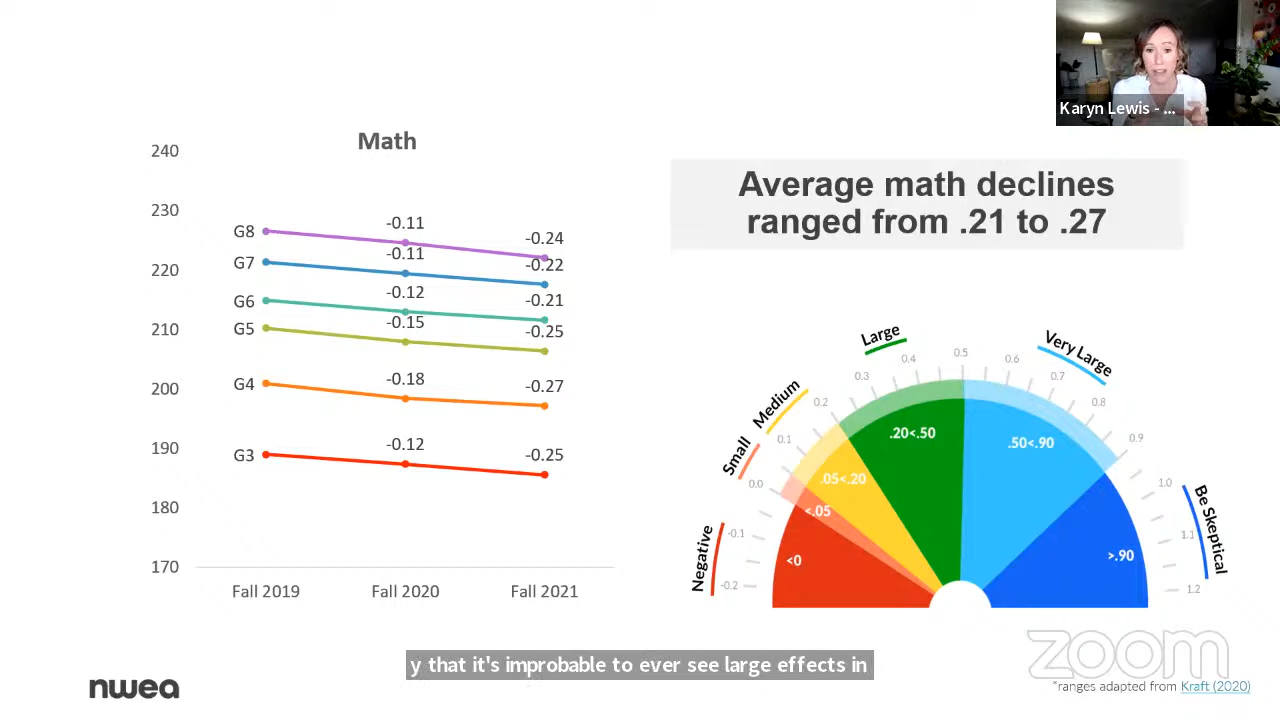 Karyn Lewis - ...
Math
240
230
220
210
200
190
180
170
G8
-0.11
-0.24
G7
-0.11
-0.22
G6
-0.12
-0.21
G5
-0.15
-0.25
G4
-0.18
-0.27
G3
-0.12
-0.25
Fall 2019
Fall 2020
Fall 2021
Average math declines
ranged from .21 to .27
Negative
Small
Medium
Large
Very Large
Be Skeptical
-0.2
-0.1
0.0
0.1
0.2
0.3
0.4
0.5
0.6
0.7
0.8
0.9
1.0
1.1
1.2
<0
<.05
.05<.20
.20<.50
.50<.90
>.90
y that it's improbable to ever see large effects in
nwea
zoom
*ranges adapted from Kraft (2020)